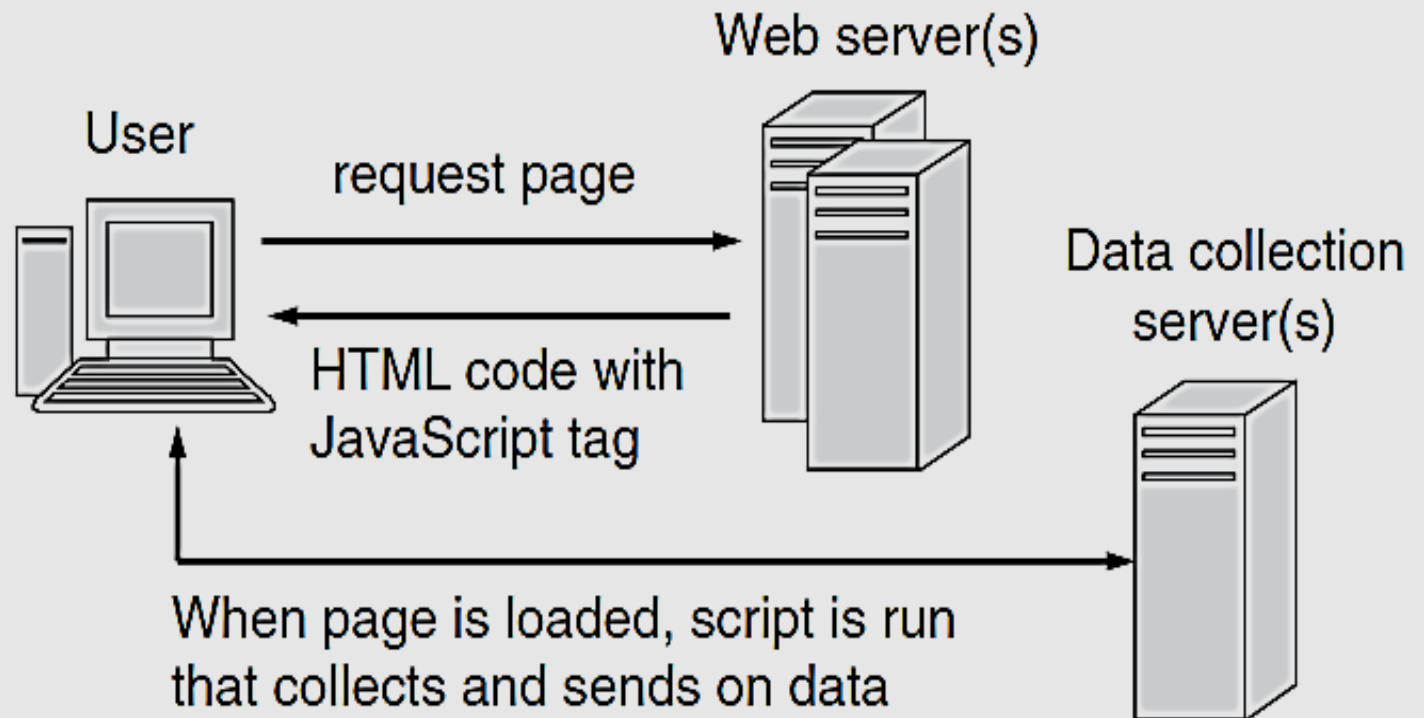 Web server(s)
User
request page
Data collection
server(s)
HTML code with
JavaScript tag
When page is loaded, script is run
that collects and sends on data